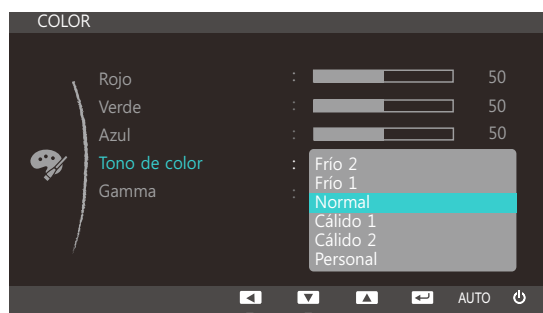 COLOR
Rojo : 50
Verde : 50
Azul : 50
Tono de color : Frío 2
Frío 1
Gamma : Normal
Cálido 1
Cálido 2
Personal
AUTO